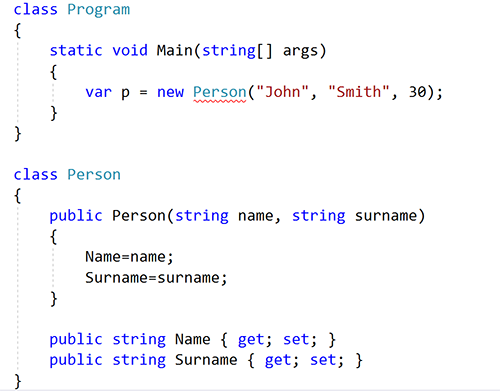 class Program
{
    static void Main(string[] args)
    {
        var p = new Person("John", "Smith", 30);
    }
}

class Person
{
    public Person(string name, string surname)
    {
        Name=name;
        Surname=surname;
    }

    public string Name { get; set; }
    public string Surname { get; set; }
}